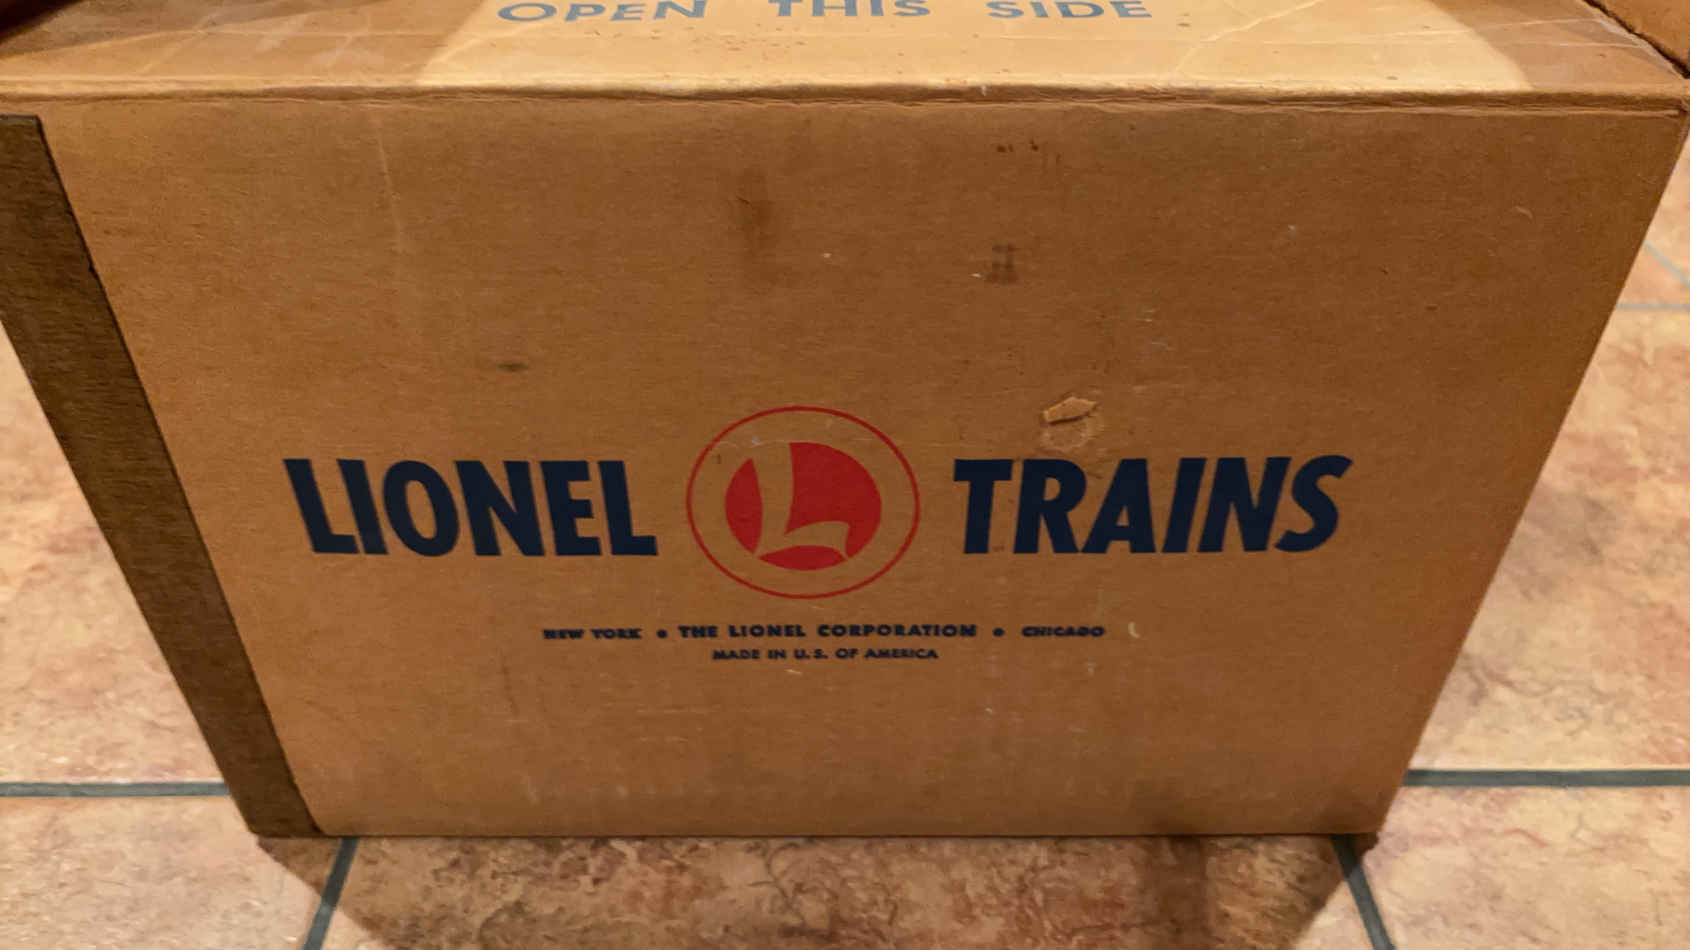 OPEN THIS SIDE
LIONEL L TRAINS
NEW YORK • THE LIONEL CORPORATION • CHICAGO
MADE IN U.S. OF AMERICA